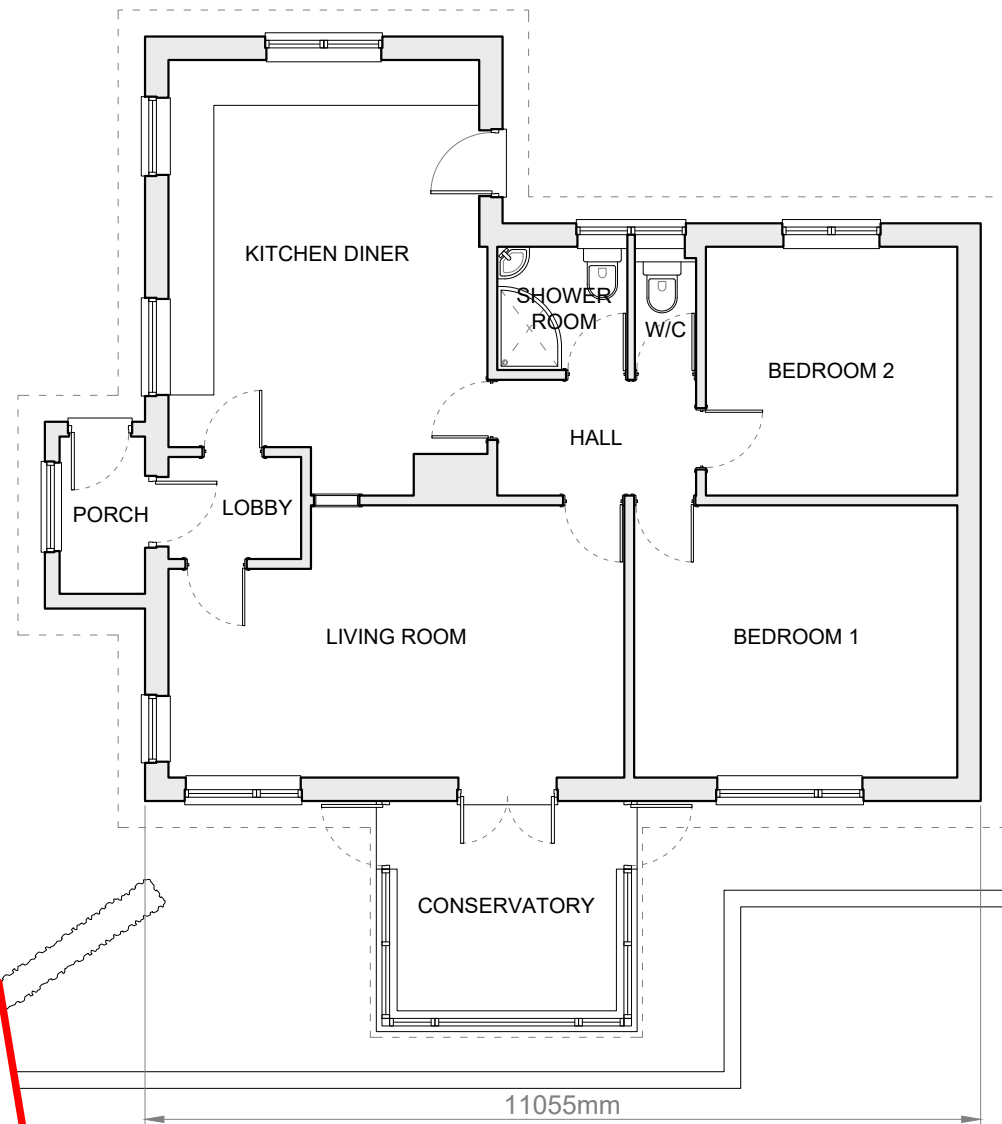 KITCHEN DINER
SHOWER
ROOM
W/C
BEDROOM 2
HALL
PORCH
LOBBY
LIVING ROOM
BEDROOM 1
CONSERVATORY
11055mm